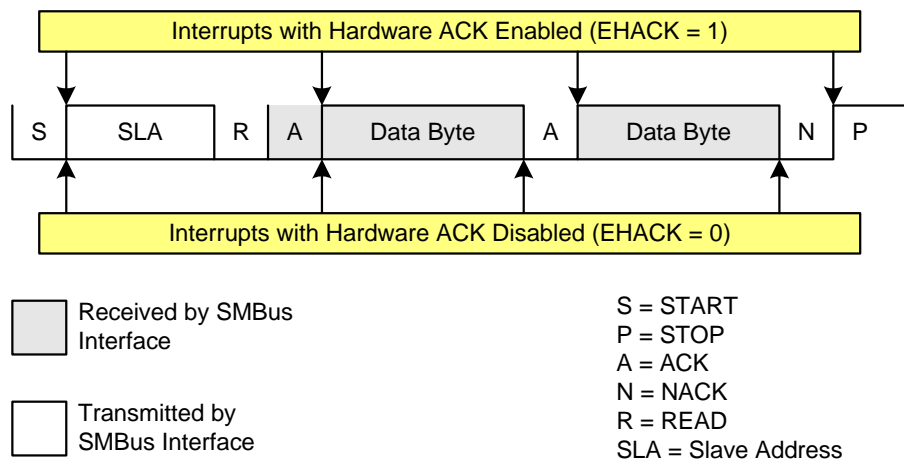 Interrupts with Hardware ACK Enabled (EHACK = 1)
S SLA R A Data Byte A Data Byte N P
Interrupts with Hardware ACK Disabled (EHACK = 0)
Received by SMBus
Interface
Transmitted by
SMBus Interface
S = START
P = STOP
A = ACK
N = NACK
R = READ
SLA = Slave Address